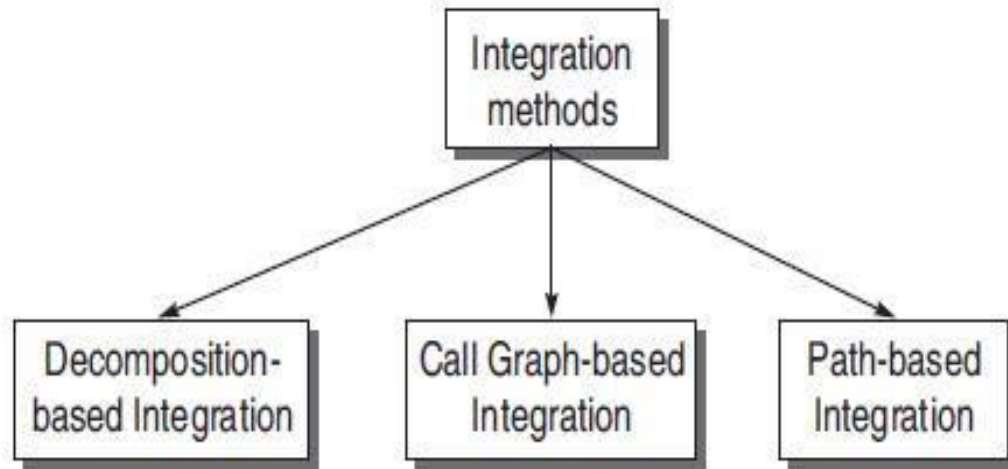 Integration
methods
Decomposition-
based Integration
Call Graph-based
Integration
Path-based
Integration